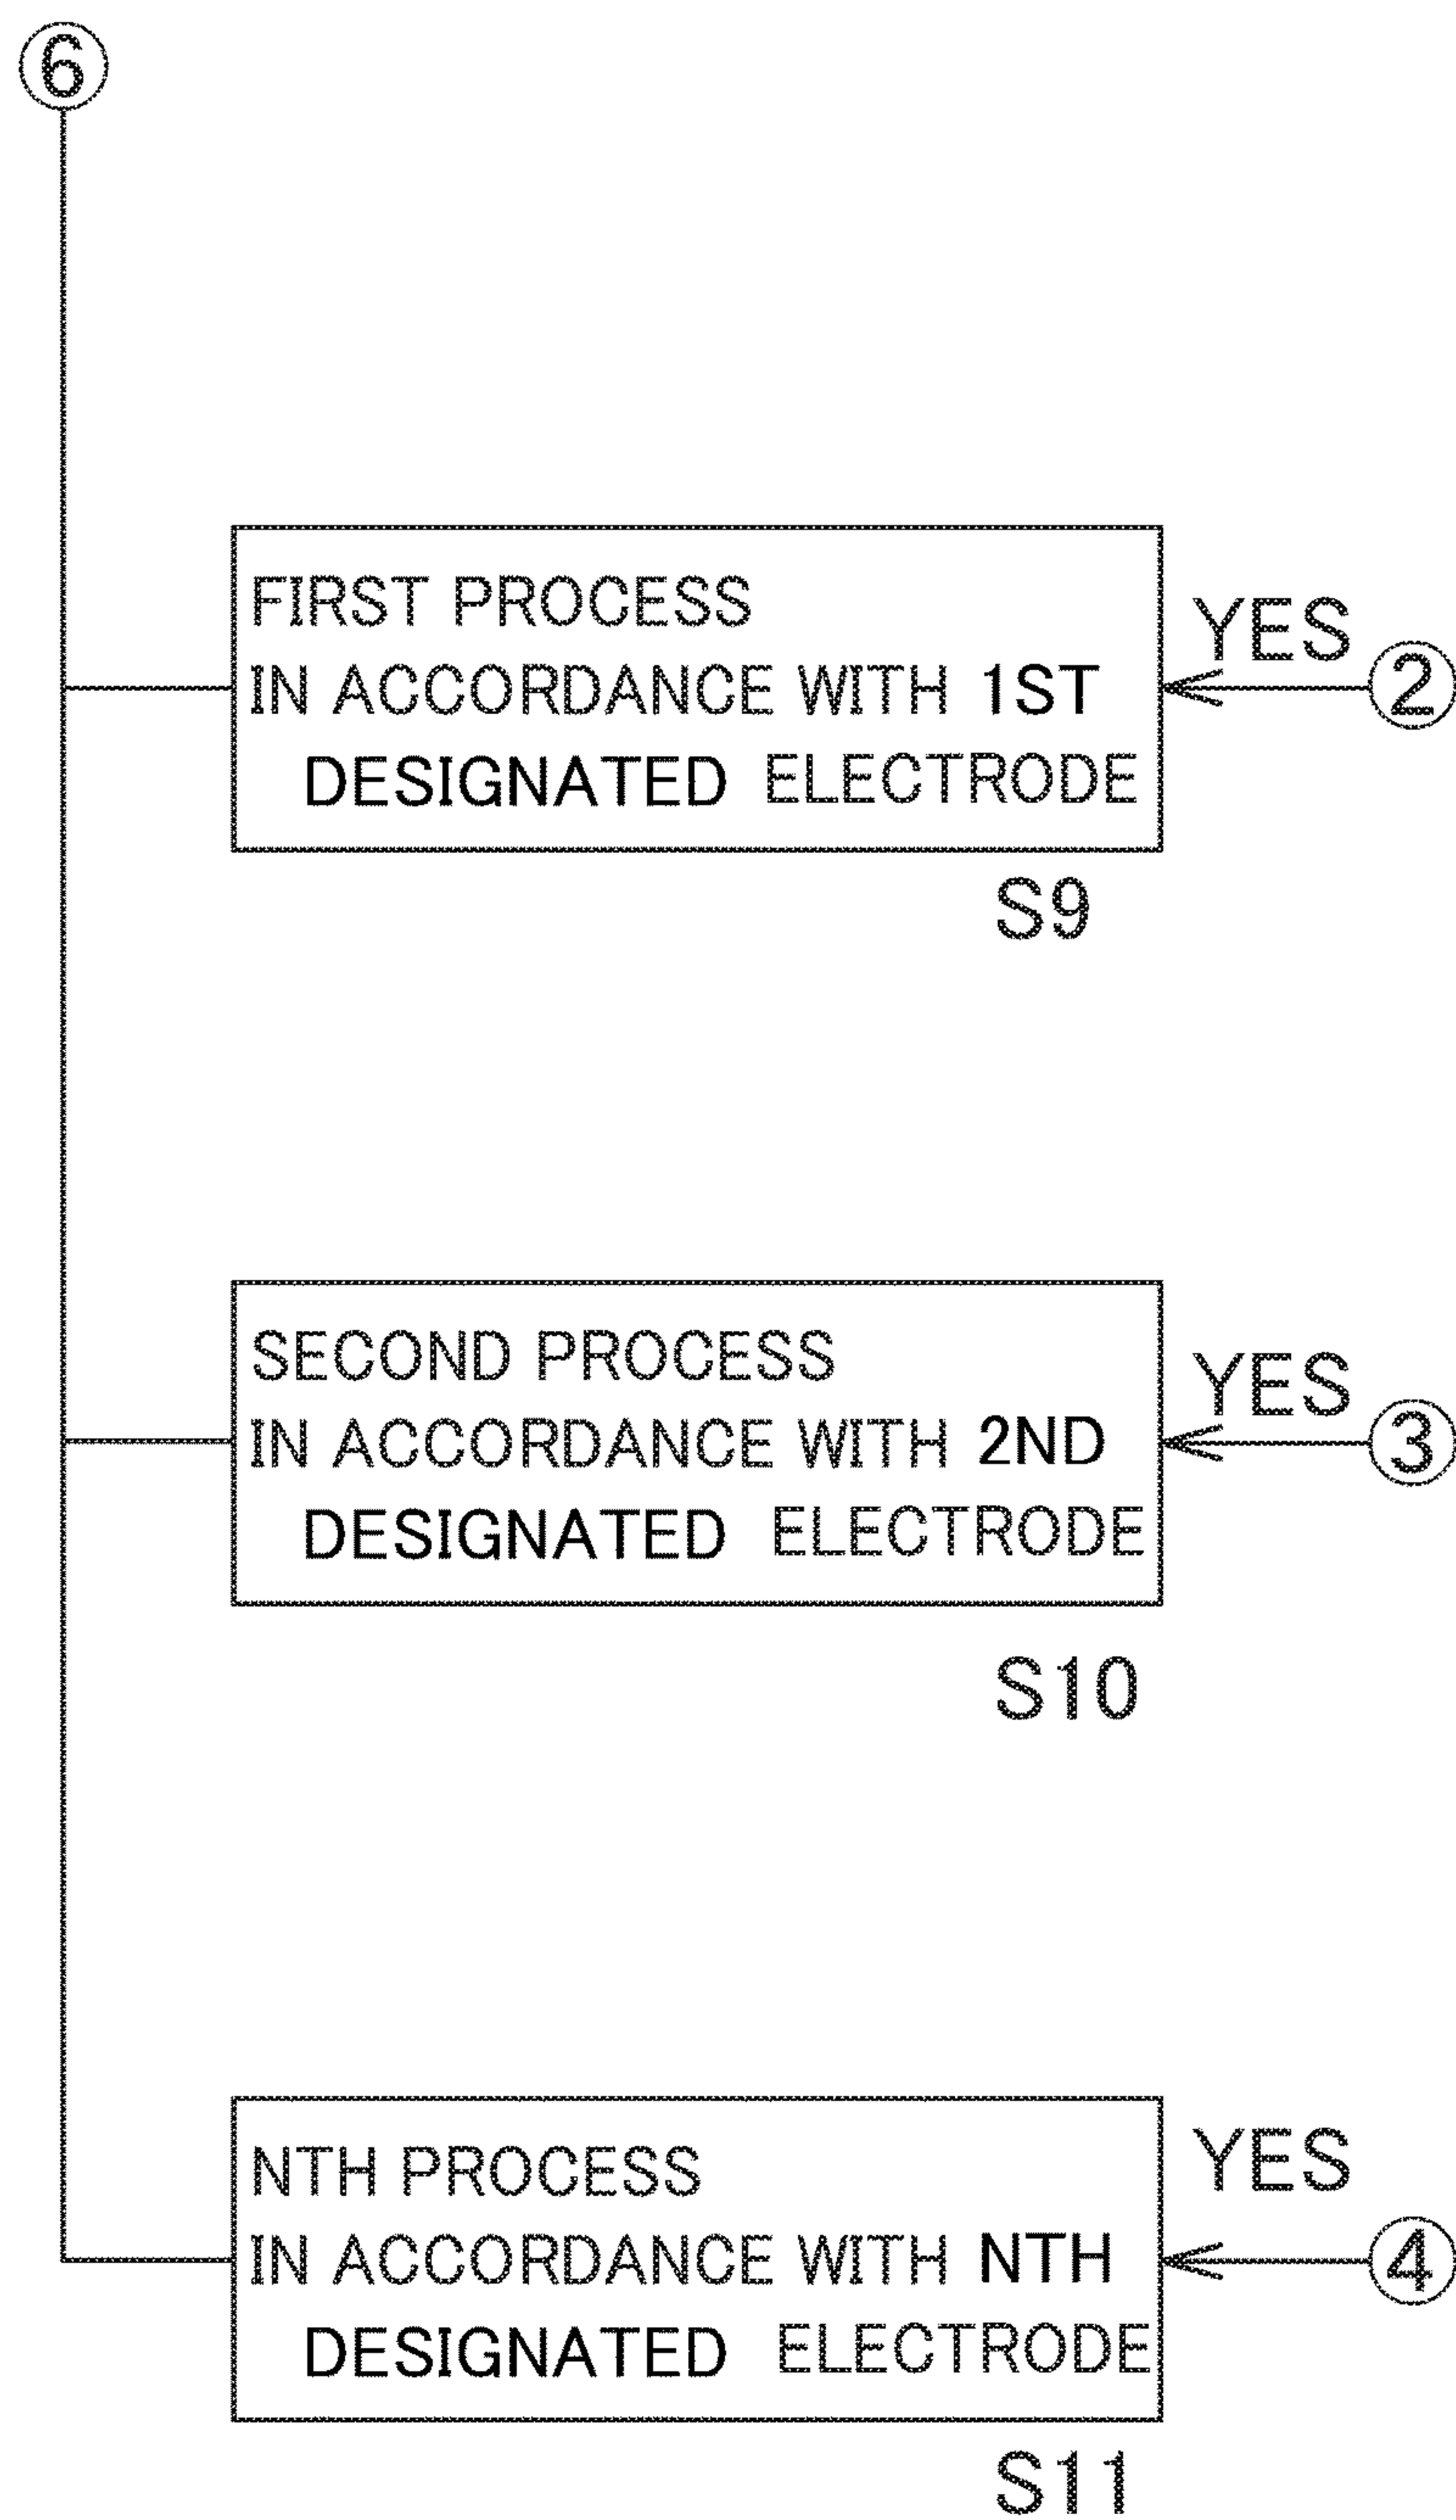 ⑥
FIRST PROCESS
IN ACCORDANCE WITH 1ST
DESIGNATED ELECTRODE
YES
②
S9
SECOND PROCESS
IN ACCORDANCE WITH 2ND
DESIGNATED ELECTRODE
YES
③
S10
NTH PROCESS
IN ACCORDANCE WITH NTH
DESIGNATED ELECTRODE
YES
④
S11